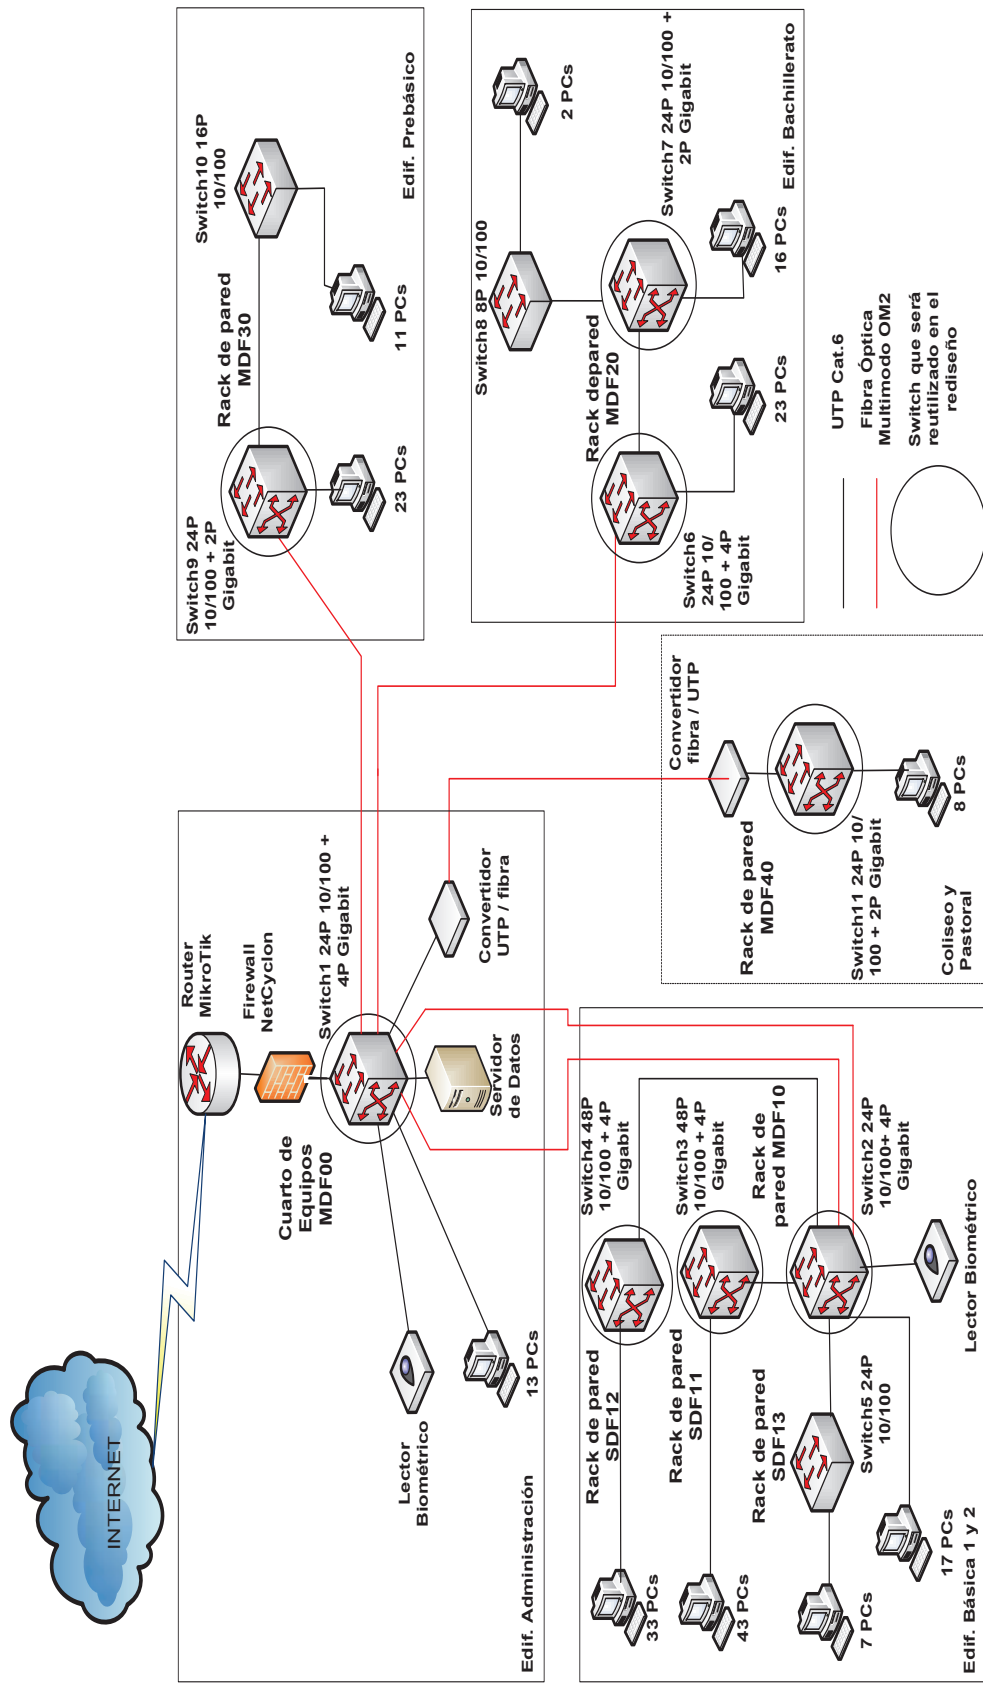 INTERNET
Router
MikroTik
Firewall
NetCyclon
Cuarto de
Equipos
MDF00
Switch1 24P 10/100 +
4P Gigabit
Lector
Biométrico
13 PCs
Servidor
de Datos
Convertidor
UTP / fibra
Edif. Administración
Switch9 24P
10/100 + 2P
Gigabit
Rack de pared
MDF30
Switch10 16P
10/100
23 PCs
11 PCs
Edif. Prebásico
Switch8 8P 10/100
2 PCs
Rack depared
MDF20
Switch6
24P 10/
100 + 4P
Gigabit
Switch7 24P 10/100 +
2P Gigabit
23 PCs
16 PCs
Edif. Bachillerato
Rack de pared
SDF12
Switch4 48P
10/100 + 4P
Gigabit
33 PCs
Rack de pared
SDF11
Switch3 48P
10/100 + 4P
Gigabit
43 PCs
Rack de
pared MDF10
Switch2 24P
10/100+ 4P
Gigabit
Rack de pared
SDF13
Switch5 24P
10/100
7 PCs
17 PCs
Lector Biométrico
Edif. Básica 1 y 2
Convertidor
fibra / UTP
Rack de pared
MDF40
Switch11 24P 10/
100 + 2P Gigabit
8 PCs
Coliseo y
Pastoral
UTP Cat.6
Fibra Óptica
Multimodo OM2
Switch que será
reutilizado en el
rediseño